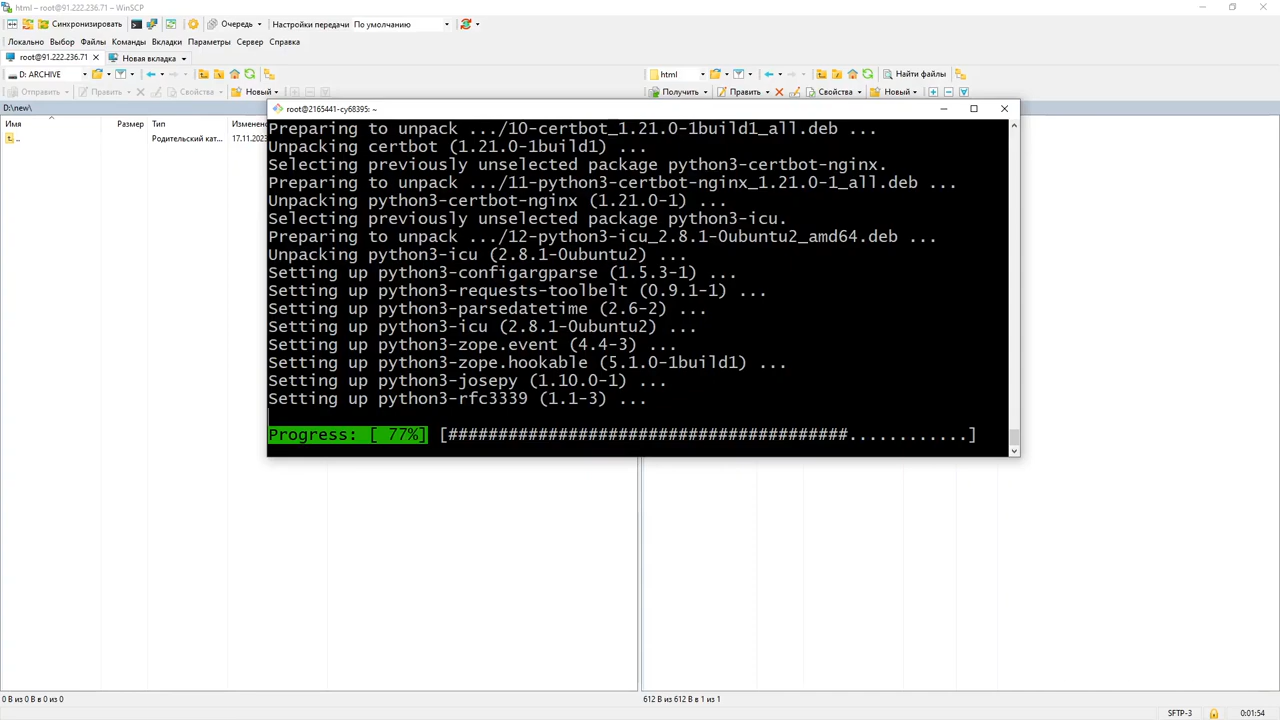 html – root@91.222.236.71 – WinSCP
Синхронизировать
Очередь
Настройки передачи
По умолчанию
Локально Выбор Файлы Команды Вкладки Параметры Сервер Справка
root@91.222.236.71
Новая вкладка
D: ARCHIVE
html
Найти файлы
Отправить
Править
Свойства
Новый
Получить
Править
Свойства
Новый
D:\new\
Имя Размер Тип Изменено
.. Родительский кат... 17.11.2023
root@2165441-cy68395: ~
Preparing to unpack .../10-certbot_1.21.0-1build1_all.deb ...
Unpacking certbot (1.21.0-1build1) ...
Selecting previously unselected package python3-certbot-nginx.
Preparing to unpack .../11-python3-certbot-nginx_1.21.0-1_all.deb ...
Unpacking python3-certbot-nginx (1.21.0-1) ...
Selecting previously unselected package python3-icu.
Preparing to unpack .../12-python3-icu_2.8.1-0ubuntu2_amd64.deb ...
Unpacking python3-icu (2.8.1-0ubuntu2) ...
Setting up python3-configargparse (1.5.3-1) ...
Setting up python3-requests-toolbelt (0.9.1-1) ...
Setting up python3-parsedatetime (2.6-2) ...
Setting up python3-icu (2.8.1-0ubuntu2) ...
Setting up python3-zope.event (4.4-3) ...
Setting up python3-zope.hookable (5.1.0-1build1) ...
Setting up python3-josepy (1.10.0-1) ...
Setting up python3-rfc3339 (1.1-3) ...
Progress: [ 77%] [########################################............]
0 B из 0 B в 0 из 0
612 B из 612 B в 1 из 1
SFTP-3
0:01:54